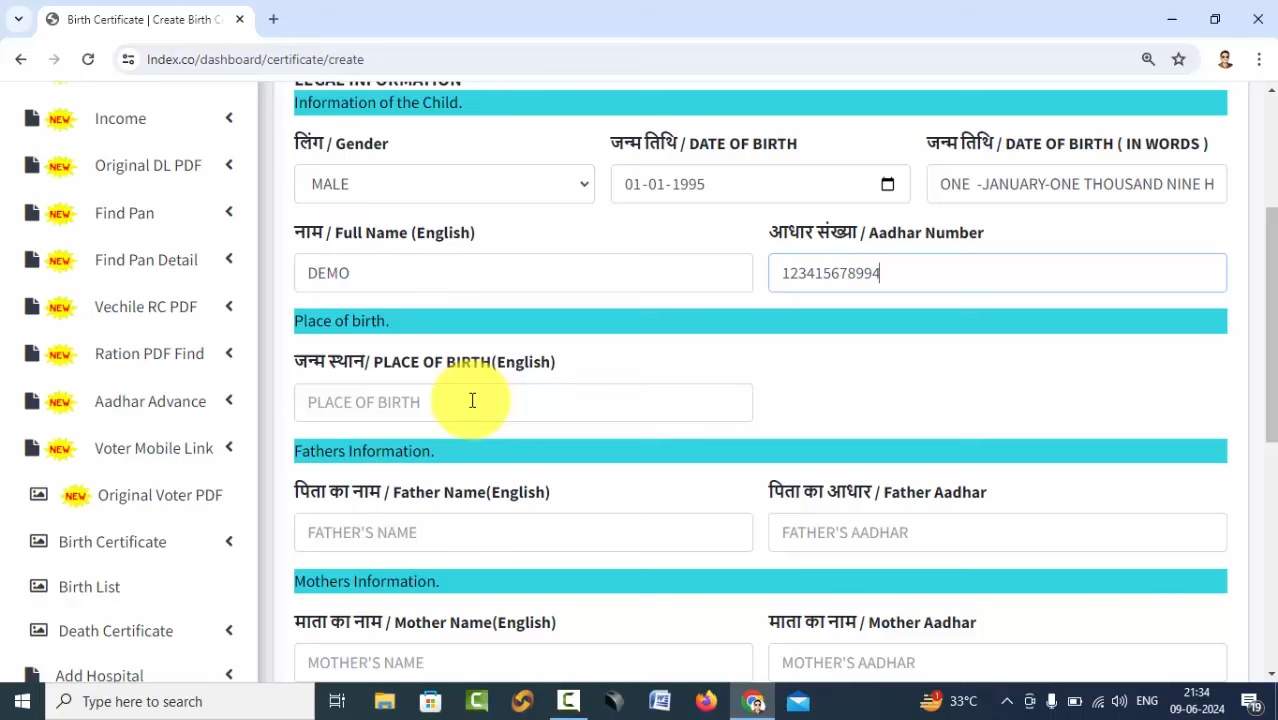 Birth Certificate | Create Birth C
Index.co/dashboard/certificate/create
NEW Income
NEW Original DL PDF
NEW Find Pan
NEW Find Pan Detail
NEW Vechile RC PDF
NEW Ration PDF Find
NEW Aadhar Advance
NEW Voter Mobile Link
NEW Original Voter PDF
Birth Certificate
Birth List
Death Certificate
Add Hospital
LEGAL INFORMATION
Information of the Child.
लिंग / Gender
जन्म तिथि / DATE OF BIRTH
जन्म तिथि / DATE OF BIRTH ( IN WORDS )
MALE
01-01-1995
ONE -JANUARY-ONE THOUSAND NINE H
नाम / Full Name (English)
आधार संख्या / Aadhar Number
DEMO
123415678994
Place of birth.
जन्म स्थान/ PLACE OF BIRTH(English)
PLACE OF BIRTH
Fathers Information.
पिता का नाम / Father Name(English)
पिता का आधार / Father Aadhar
FATHER'S NAME
FATHER'S AADHAR
Mothers Information.
माता का नाम / Mother Name(English)
माता का नाम / Mother Aadhar
MOTHER'S NAME
MOTHER'S AADHAR
Type here to search
33°C
ENG
21:34
09-06-2024
19